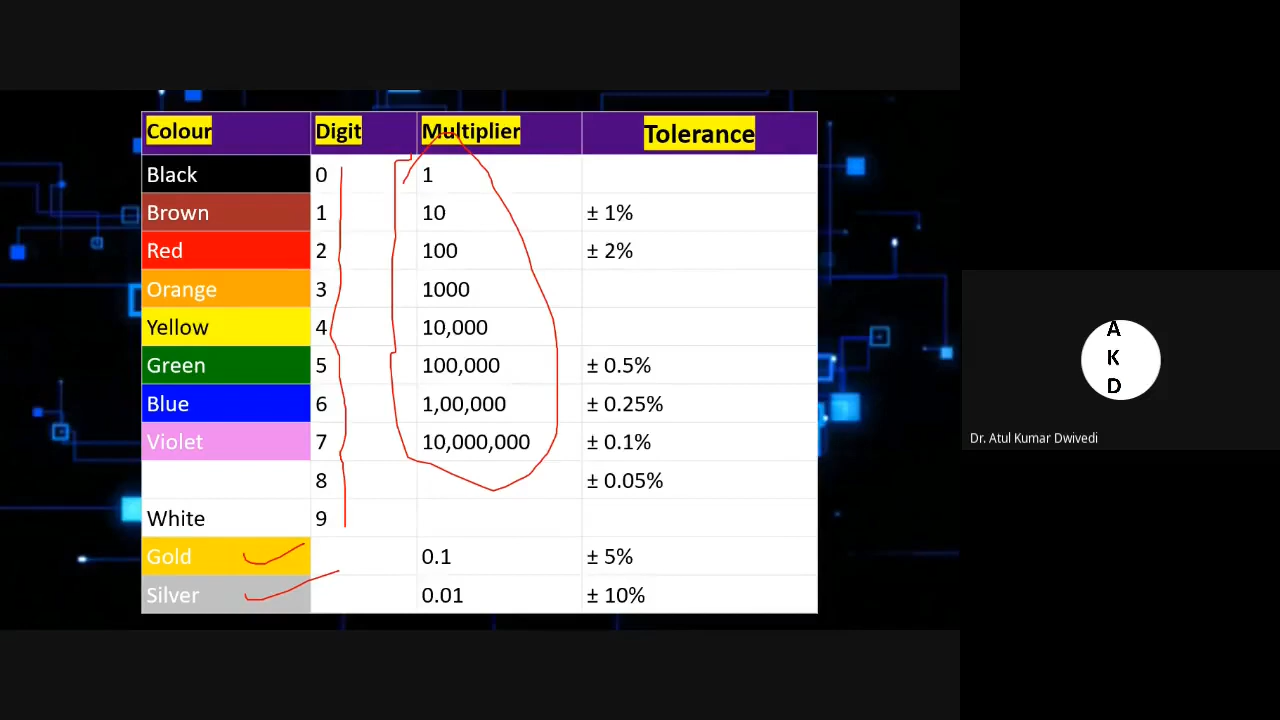 Colour Digit Multiplier Tolerance
Black 0 1
Brown 1 10 ± 1%
Red 2 100 ± 2%
Orange 3 1000
Yellow 4 10,000
Green 5 100,000 ± 0.5%
Blue 6 1,00,000 ± 0.25%
Violet 7 10,000,000 ± 0.1%
8 ± 0.05%
White 9
Gold 0.1 ± 5%
Silver 0.01 ± 10%
A
K
D
Dr. Atul Kumar Dwivedi